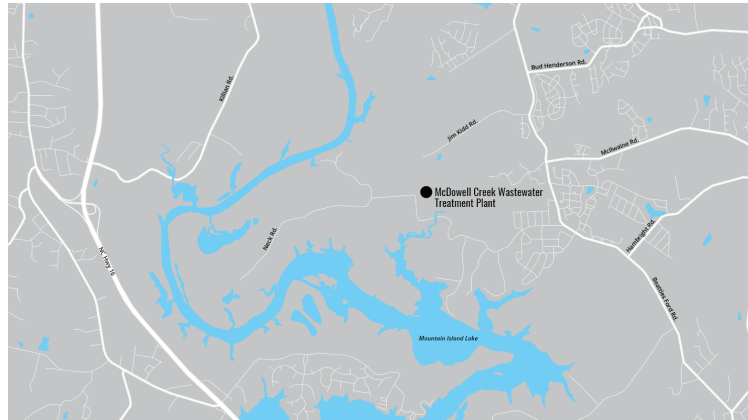 Bud Henderson Rd.
Killian Rd.
Jim Kidd Rd.
McIlwaine Rd.
McDowell Creek Wastewater
Treatment Plant
Neck Rd.
Hambright Rd.
NC Hwy 16
Beatties Ford Rd.
Mountain Island Lake